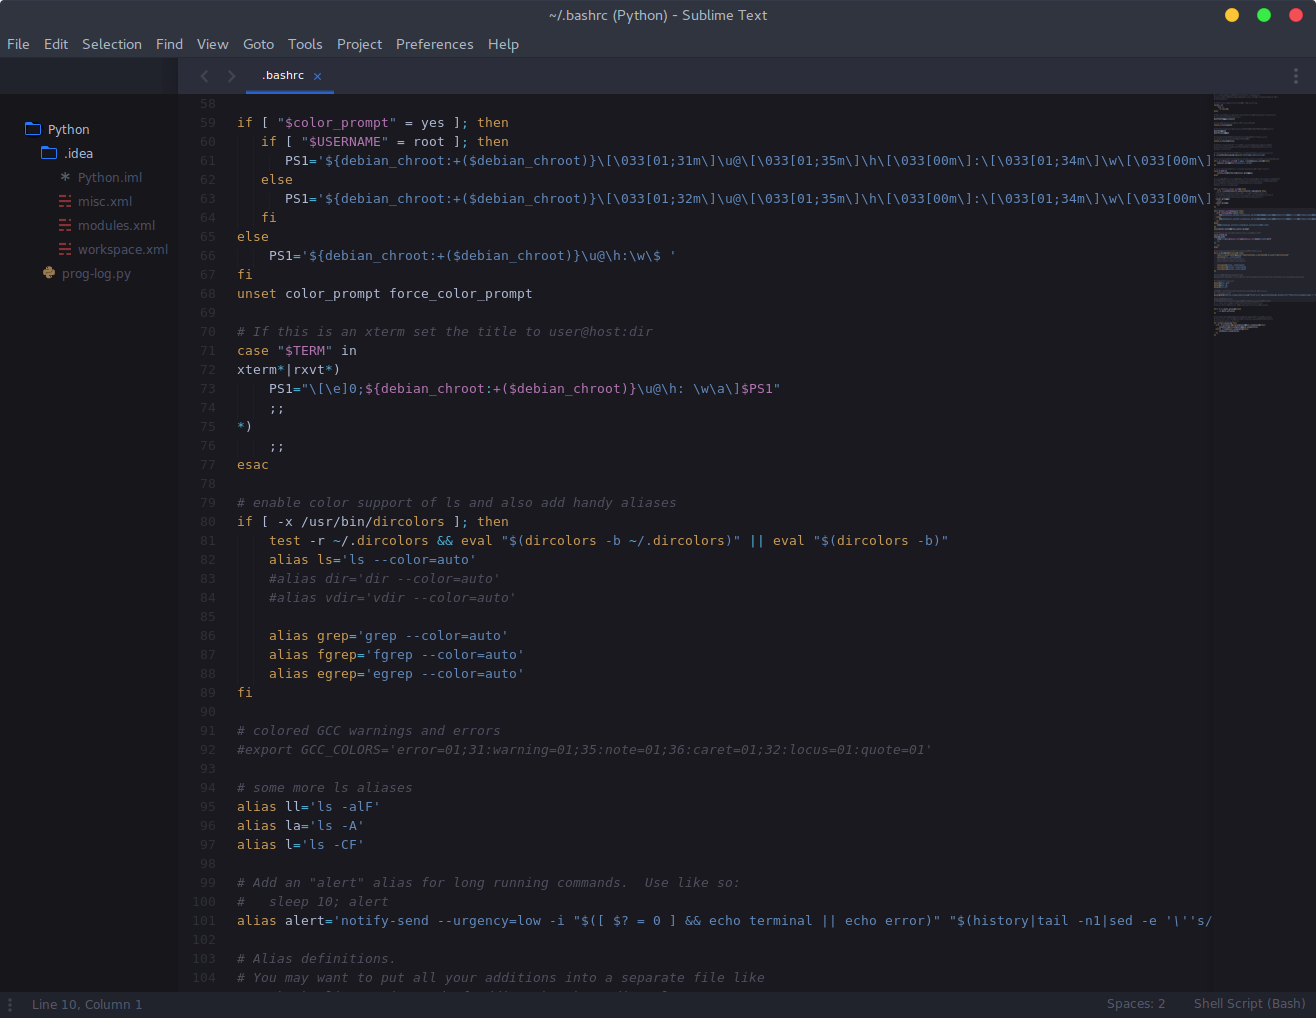 ~/.bashrc (Python) - Sublime Text
File Edit Selection Find View Goto Tools Project Preferences Help
.bashrc ×
Python
.idea
Python.iml
misc.xml
modules.xml
workspace.xml
prog-log.py
58
59 if [ "$color_prompt" = yes ]; then
60 if [ "$USERNAME" = root ]; then
61 PS1='${debian_chroot:+($debian_chroot)}\[\033[01;31m\]\u@\[\033[01;35m\]\h\[\033[00m\]:\[\033[01;34m\]\w\[\033[00m\]
62 else
63 PS1='${debian_chroot:+($debian_chroot)}\[\033[01;32m\]\u@\[\033[01;35m\]\h\[\033[00m\]:\[\033[01;34m\]\w\[\033[00m\]
64 fi
65 else
66 PS1='${debian_chroot:+($debian_chroot)}\u@\h:\w\$ '
67 fi
68 unset color_prompt force_color_prompt
69
70 # If this is an xterm set the title to user@host:dir
71 case "$TERM" in
72 xterm*|rxvt*)
73 PS1="\[\e]0;${debian_chroot:+($debian_chroot)}\u@\h: \w\a\]$PS1"
74 ;;
75 *)
76 ;;
77 esac
78
79 # enable color support of ls and also add handy aliases
80 if [ -x /usr/bin/dircolors ]; then
81 test -r ~/.dircolors && eval "$(dircolors -b ~/.dircolors)" || eval "$(dircolors -b)"
82 alias ls='ls --color=auto'
83 #alias dir='dir --color=auto'
84 #alias vdir='vdir --color=auto'
85
86 alias grep='grep --color=auto'
87 alias fgrep='fgrep --color=auto'
88 alias egrep='egrep --color=auto'
89 fi
90
91 # colored GCC warnings and errors
92 #export GCC_COLORS='error=01;31:warning=01;35:note=01;36:caret=01;32:locus=01:quote=01'
93
94 # some more ls aliases
95 alias ll='ls -alF'
96 alias la='ls -A'
97 alias l='ls -CF'
98
99 # Add an "alert" alias for long running commands.  Use like so:
100 #   sleep 10; alert
101 alias alert='notify-send --urgency=low -i "$([ $? = 0 ] && echo terminal || echo error)" "$(history|tail -n1|sed -e '\''s/
102
103 # Alias definitions.
104 # You may want to put all your additions into a separate file like
Line 10, Column 1
Spaces: 2
Shell Script (Bash)